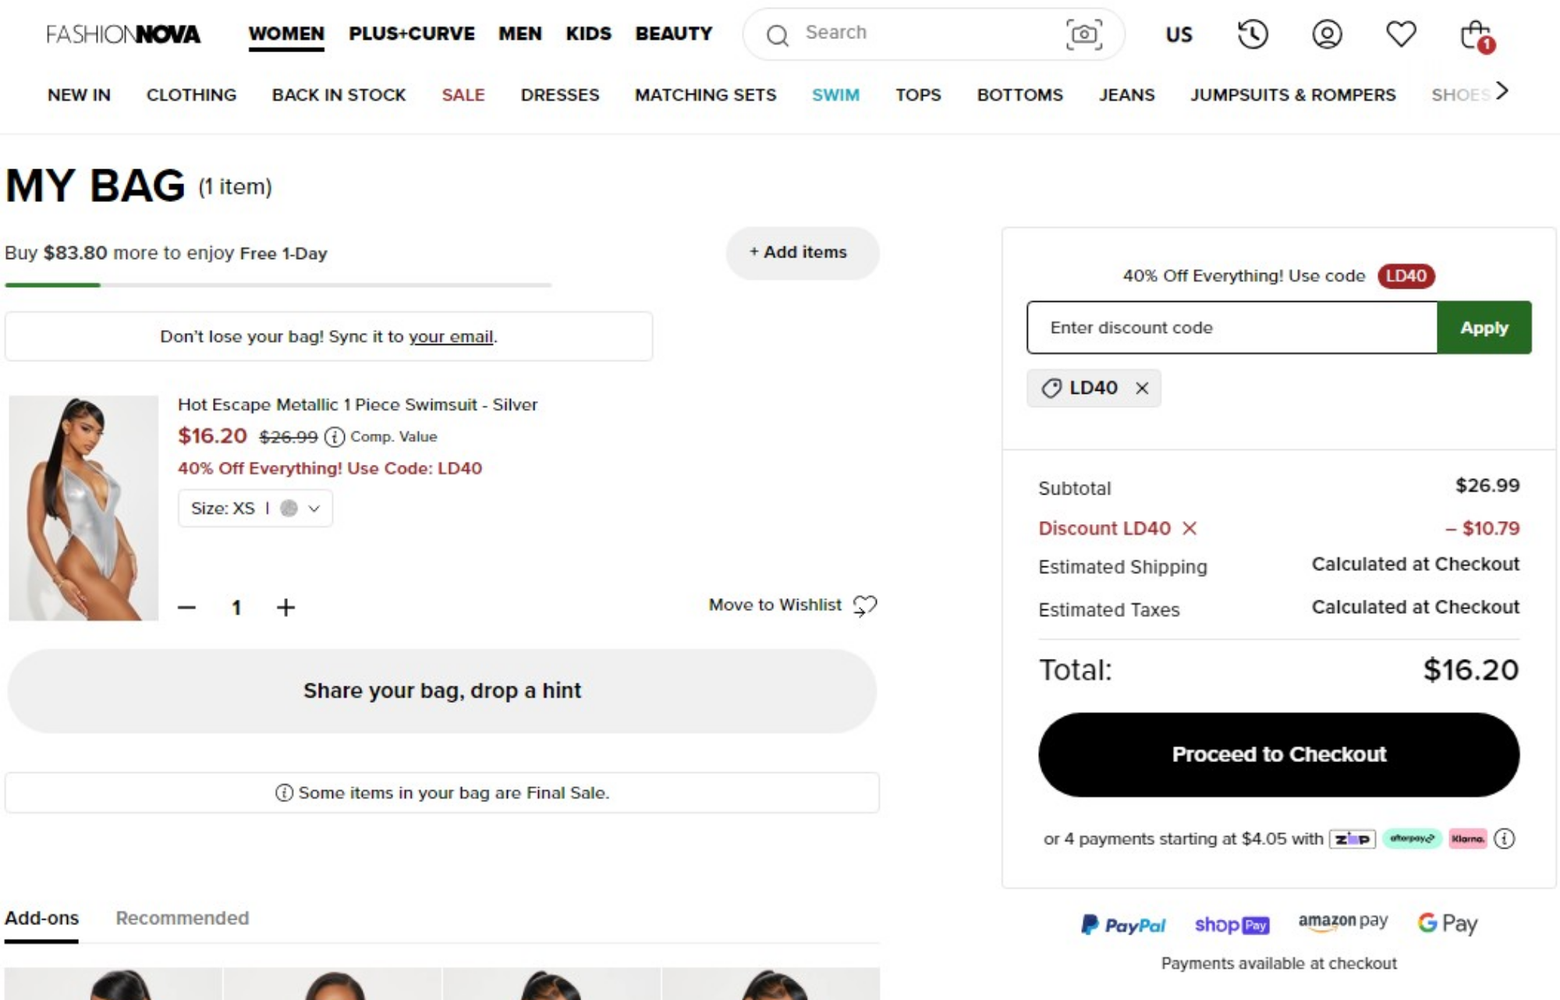 FASHIONNOVA
WOMEN PLUS+CURVE MEN KIDS BEAUTY
Search
US
1
NEW IN CLOTHING BACK IN STOCK SALE DRESSES MATCHING SETS SWIM TOPS BOTTOMS JEANS JUMPSUITS & ROMPERS SHOES
MY BAG (1 item)
Buy $83.80 more to enjoy Free 1-Day
+ Add items
Don't lose your bag! Sync it to your email.
Hot Escape Metallic 1 Piece Swimsuit - Silver
$16.20 $26.99 i Comp. Value
40% Off Everything! Use Code: LD40
Size: XS |
− 1 +
Move to Wishlist
Share your bag, drop a hint
i Some items in your bag are Final Sale.
Add-ons Recommended
40% Off Everything! Use code LD40
Enter discount code Apply
LD40 ×
Subtotal $26.99
Discount LD40 × – $10.79
Estimated Shipping Calculated at Checkout
Estimated Taxes Calculated at Checkout
Total: $16.20
Proceed to Checkout
or 4 payments starting at $4.05 with zip afterpay Klarna. i
PayPal shop Pay amazon pay G Pay
Payments available at checkout